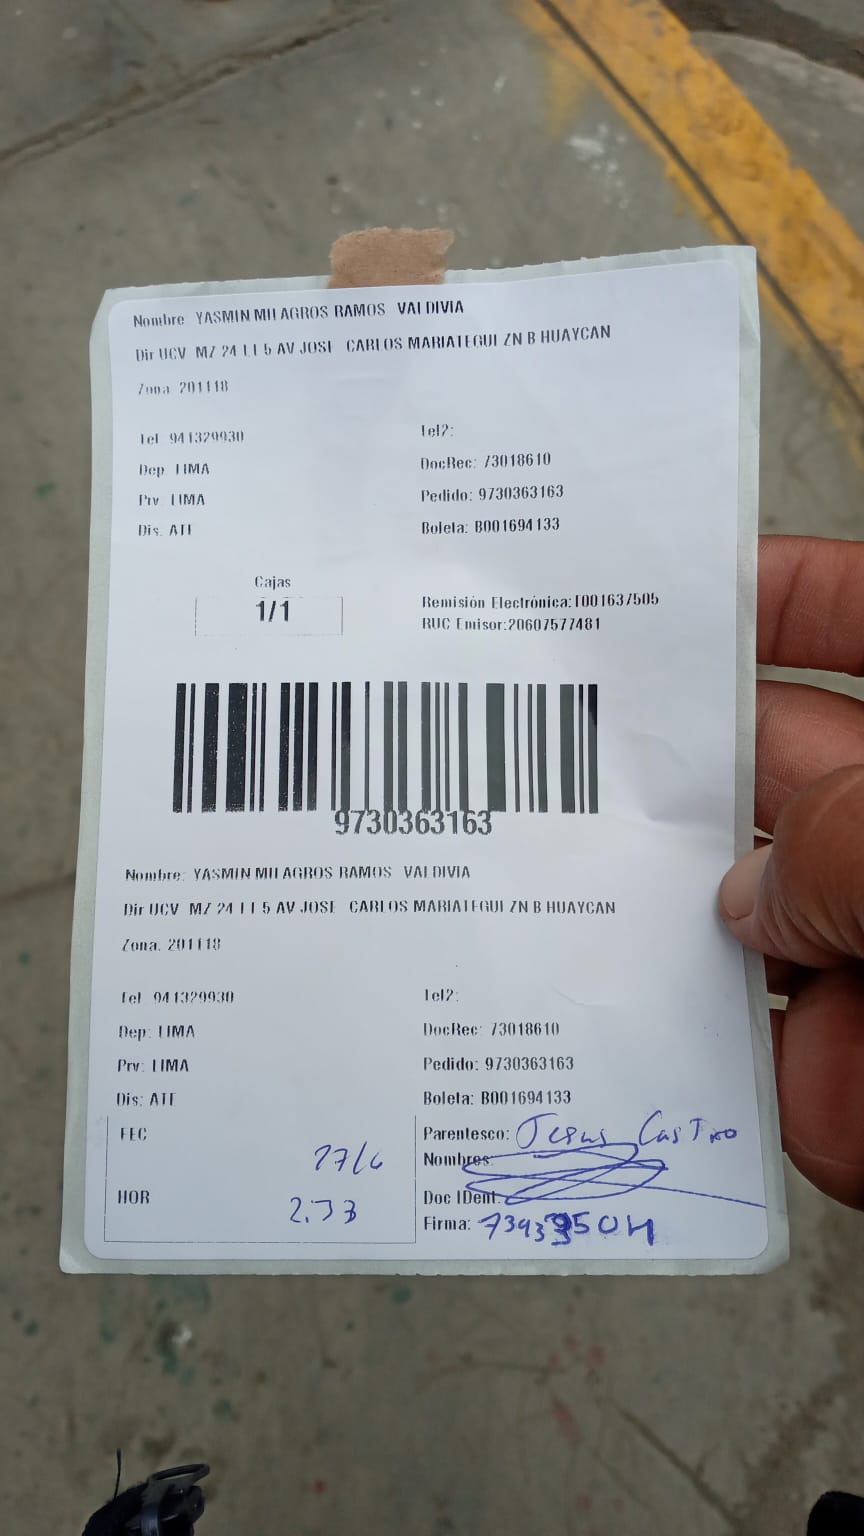 Nombre YASMIN MILAGROS RAMOS VALDIVIA
Dir UCV MZ 24 LT 5 AV JOSE CARLOS MARIATEGUI ZN B HUAYCAN
Zona. 201118
Tel 941329930
Tel2:
Dep LIMA
DocRec: 73018610
Prv LIMA
Pedido: 9730363163
Dis. ATE
Boleta: B001694133
Cajas
1/1
Remisión Electrónica:T001637505
RUC Emisor:20607577481
9730363163
Nombre: YASMIN MILAGROS RAMOS VALDIVIA
Dir UCV MZ 24 LT 5 AV JOSE CARLOS MARIATEGUI ZN B HUAYCAN
Zona. 201118
Tel 941329930
Tel2:
Dep: LIMA
DocRec: 73018610
Prv: LIMA
Pedido: 9730363163
Dis: ATE
Boleta: B001694133
FEC 27/6
Parentesco: Jesus Castro
Nombres:
HOR 2:33
Doc IDent:
Firma: